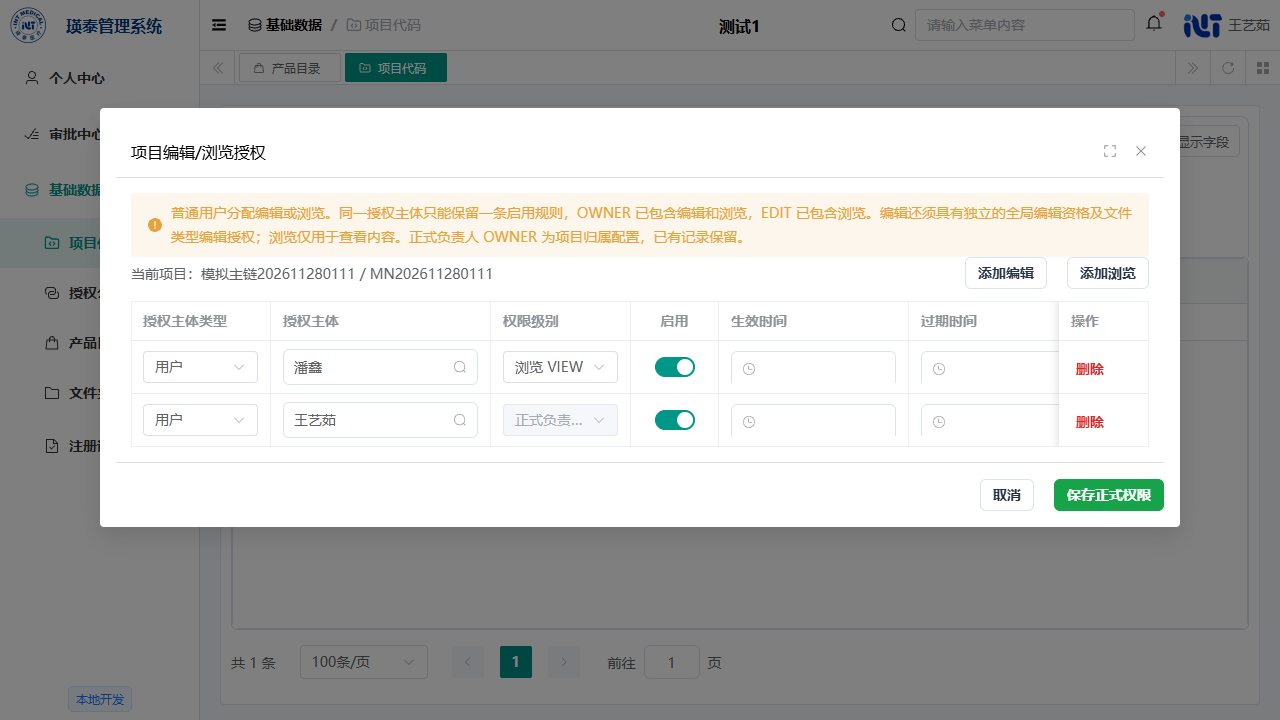 瑛泰管理系统
基础数据 / 项目代码
测试1
请输入菜单内容
王艺茹
个人中心
产品目录
项目代码
审批中心
显示字段
基础数据
项目
授权
产品
文件
注册
项目编辑/浏览授权
普通用户分配编辑或浏览。同一授权主体只能保留一条启用规则，OWNER 已包含编辑和浏览，EDIT 已包含浏览。编辑还须具有独立的全局编辑资格及文件
类型编辑授权；浏览仅用于查看内容。正式负责人 OWNER 为项目归属配置，已有记录保留。
当前项目：模拟主链202611280111 / MN202611280111
添加编辑
添加浏览
授权主体类型 授权主体 权限级别 启用 生效时间 过期时间 操作
用户 潘鑫 浏览 VIEW 删除
用户 王艺茹 正式负责... 删除
取消
保存正式权限
共 1 条 100条/页 1 前往 1 页
本地开发